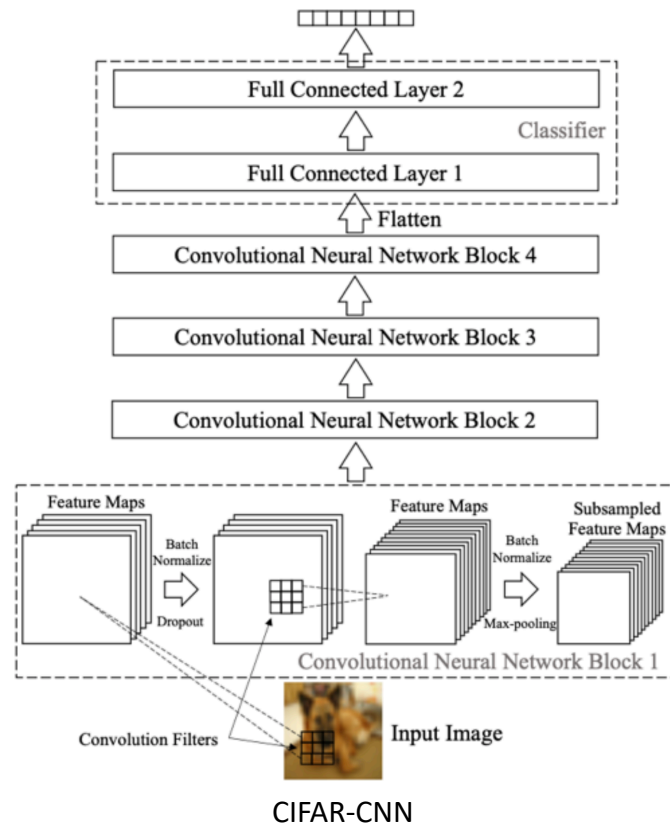 Full Connected Layer 2
Classifier
Full Connected Layer 1
Flatten
Convolutional Neural Network Block 4
Convolutional Neural Network Block 3
Convolutional Neural Network Block 2
Feature Maps
Batch
Normalize
Dropout
Feature Maps
Batch
Normalize
Max-pooling
Subsampled
Feature Maps
Convolutional Neural Network Block 1
Convolution Filters
Input Image
CIFAR-CNN